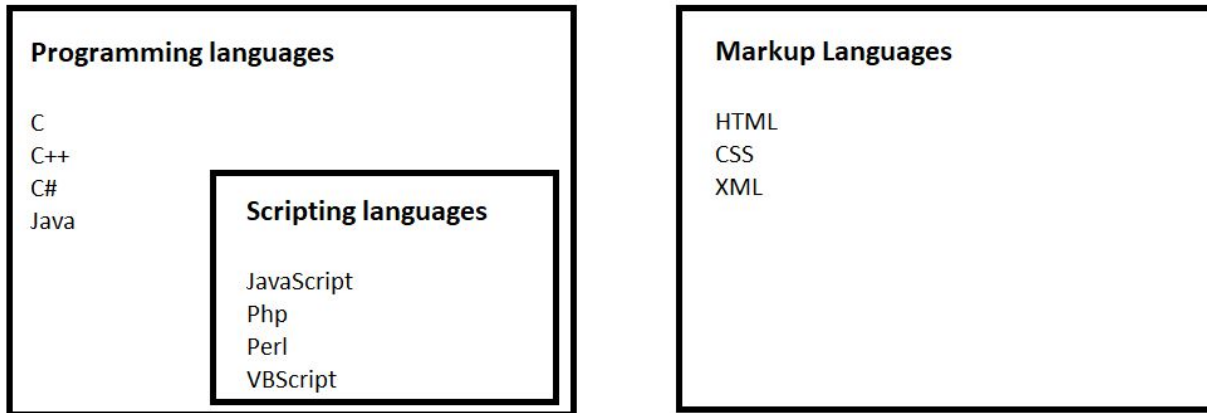 Programming languages
C
C++
C#
Java
Scripting languages
JavaScript
Php
Perl
VBScript
Markup Languages
HTML
CSS
XML